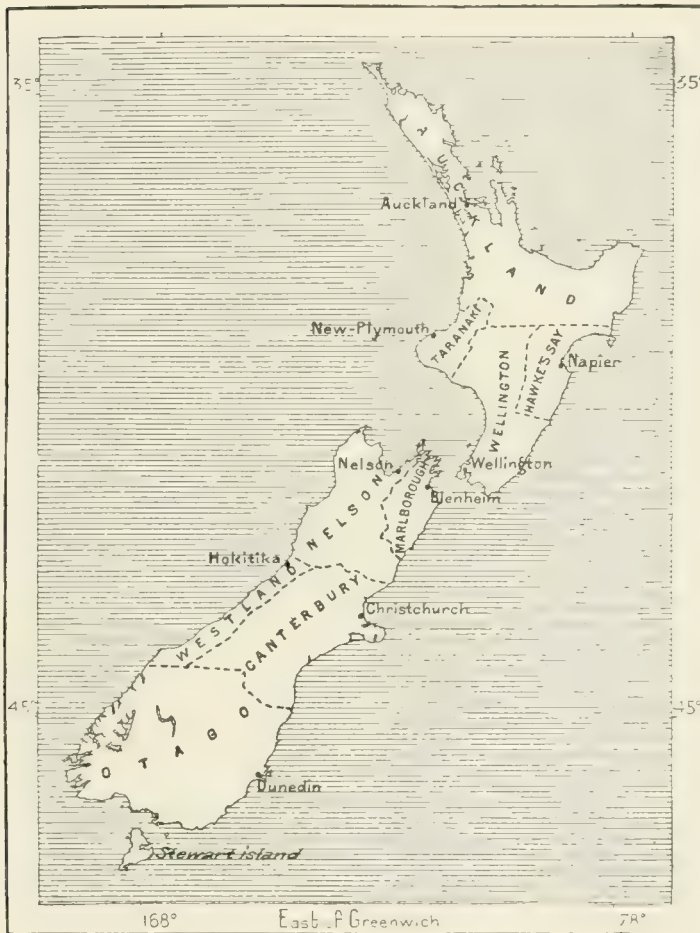 35°
35°
AUCKLAND
Auckland
New-Plymouth
TARANAKI
WELLINGTON
HAWKE'S BAY
Napier
Nelson
NELSON
MARLBOROUGH
Wellington
Blenheim
Hokitika
WESTLAND
CANTERBURY
Christchurch
45°
45°
OTAGO
Dunedin
Stewart island
168°
East of Greenwich
78°